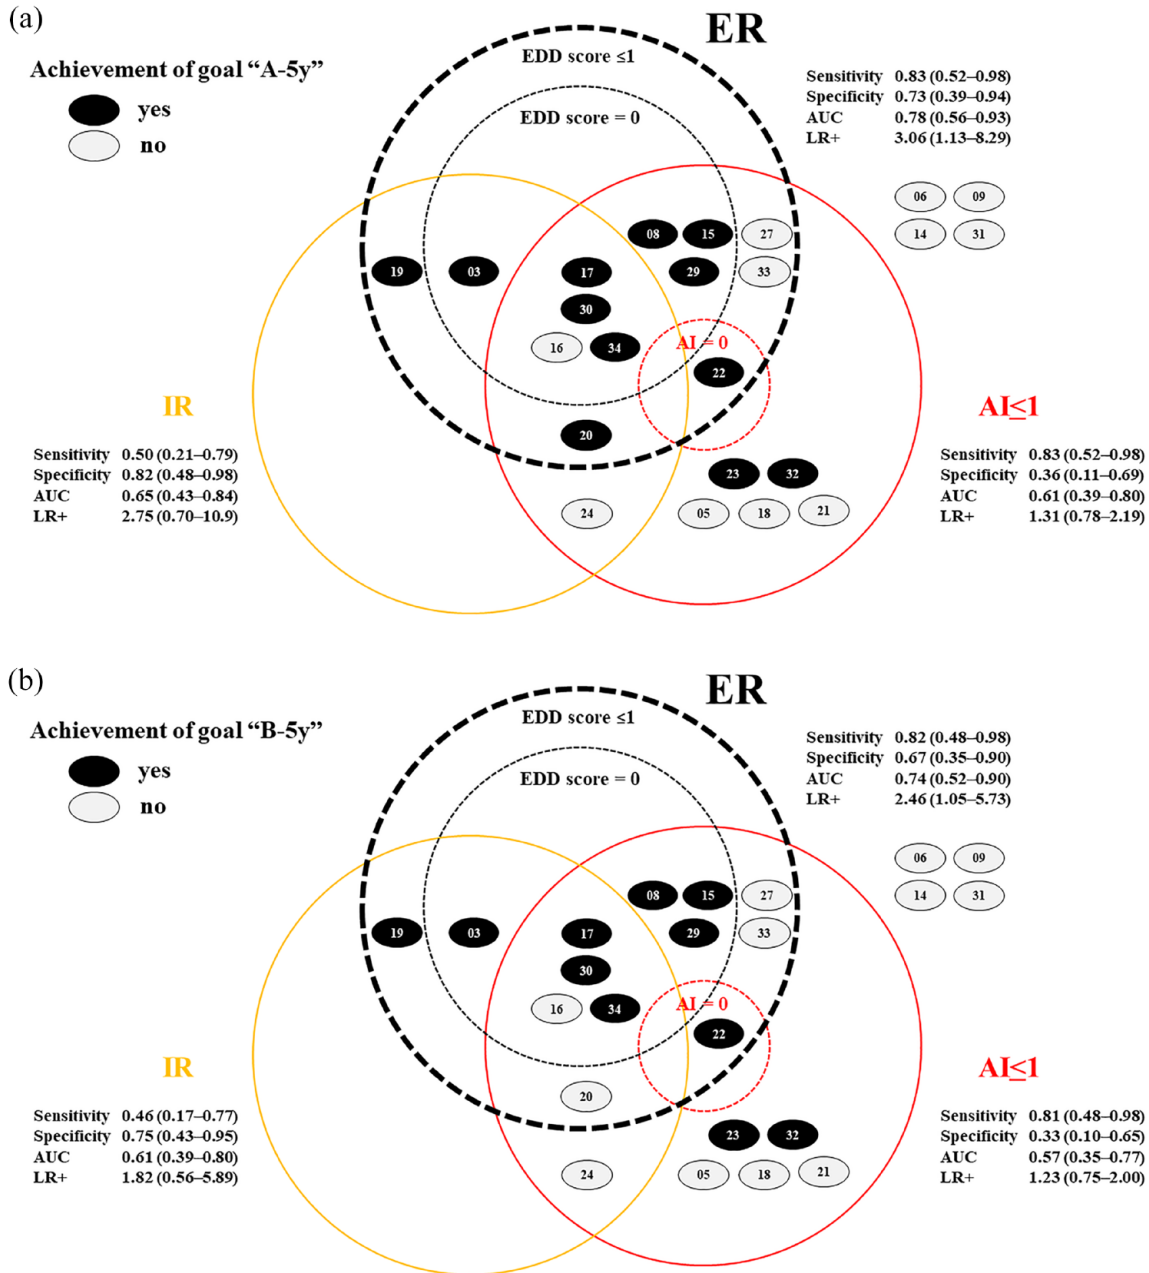 (a)
ER
EDD score ≤1
Achievement of goal “A-5y”
yes
no
EDD score = 0
Sensitivity 0.83 (0.52–0.98)
Specificity 0.73 (0.39–0.94)
AUC 0.78 (0.56–0.93)
LR+ 3.06 (1.13–8.29)
06 09
14 31
08 15 27
19 03 17 29 33
30
16 34
AI = 0
22
IR
AI≤1
20
Sensitivity 0.50 (0.21–0.79)
Specificity 0.82 (0.48–0.98)
AUC 0.65 (0.43–0.84)
LR+ 2.75 (0.70–10.9)
23 32
24 05 18 21
Sensitivity 0.83 (0.52–0.98)
Specificity 0.36 (0.11–0.69)
AUC 0.61 (0.39–0.80)
LR+ 1.31 (0.78–2.19)
(b)
ER
EDD score ≤1
Achievement of goal “B-5y”
yes
no
EDD score = 0
Sensitivity 0.82 (0.48–0.98)
Specificity 0.67 (0.35–0.90)
AUC 0.74 (0.52–0.90)
LR+ 2.46 (1.05–5.73)
06 09
14 31
08 15 27
19 03 17 29 33
30
16 34
AI = 0
22
IR
AI≤1
20
Sensitivity 0.46 (0.17–0.77)
Specificity 0.75 (0.43–0.95)
AUC 0.61 (0.39–0.80)
LR+ 1.82 (0.56–5.89)
23 32
24 05 18 21
Sensitivity 0.81 (0.48–0.98)
Specificity 0.33 (0.10–0.65)
AUC 0.57 (0.35–0.77)
LR+ 1.23 (0.75–2.00)